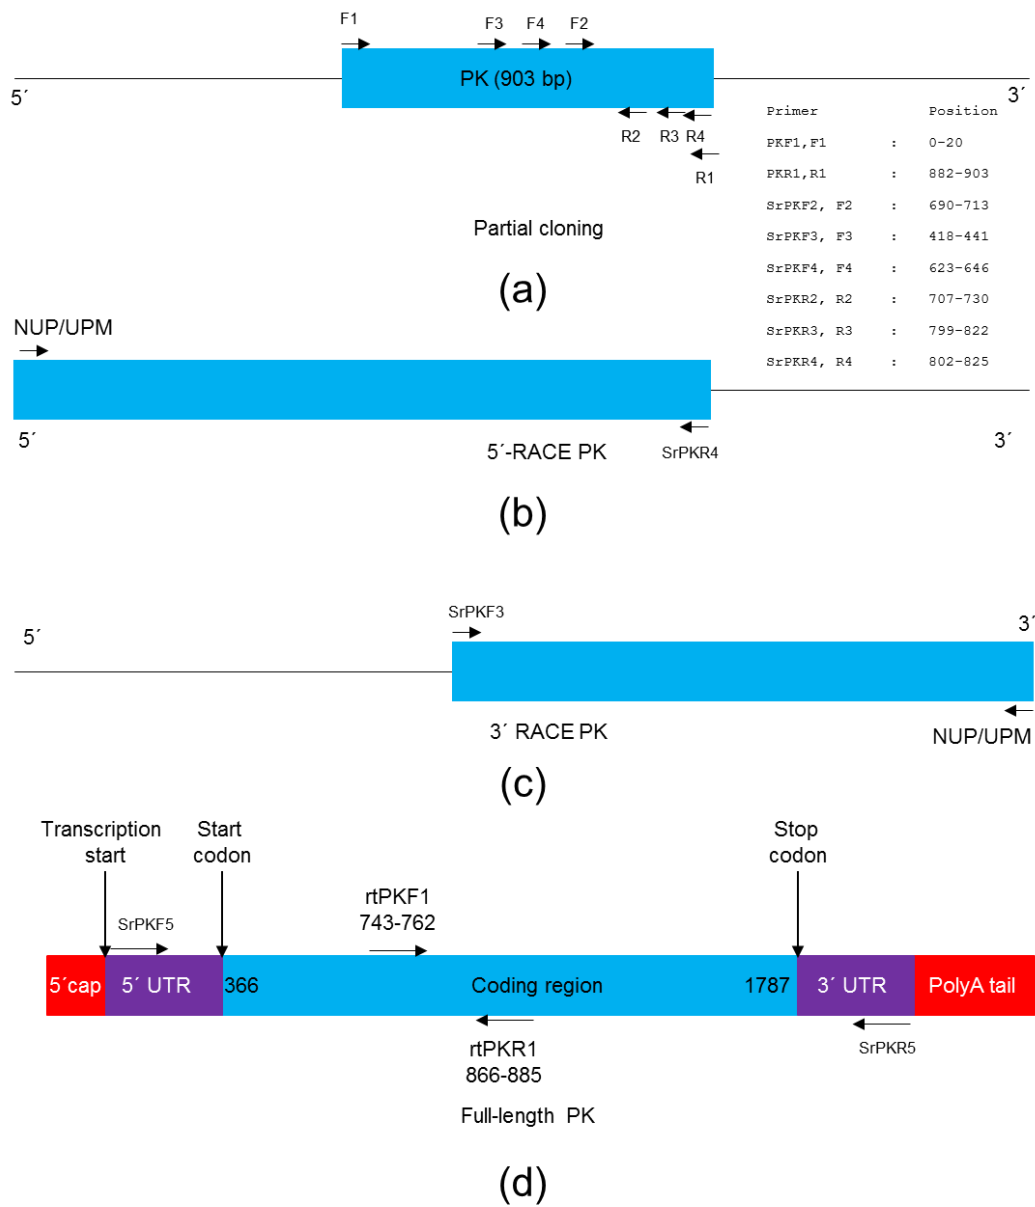 F1
F3 F4 F2
PK (903 bp)
5´ 3´
R2 R3 R4
R1
Primer Position
PKF1,F1 : 0-20
PKR1,R1 : 882-903
SrPKF2, F2 : 690-713
SrPKF3, F3 : 418-441
SrPKF4, F4 : 623-646
SrPKR2, R2 : 707-730
SrPKR3, R3 : 799-822
SrPKR4, R4 : 802-825
Partial cloning
(a)
NUP/UPM
5´ 3´
5´-RACE PK SrPKR4
(b)
SrPKF3
5´ 3´
3´ RACE PK NUP/UPM
(c)
Transcription
start
Start
codon
Stop
codon
SrPKF5
rtPKF1
743-762
5´cap 5´ UTR 366 Coding region 1787 3´ UTR PolyA tail
rtPKR1
866-885
SrPKR5
Full-length PK
(d)